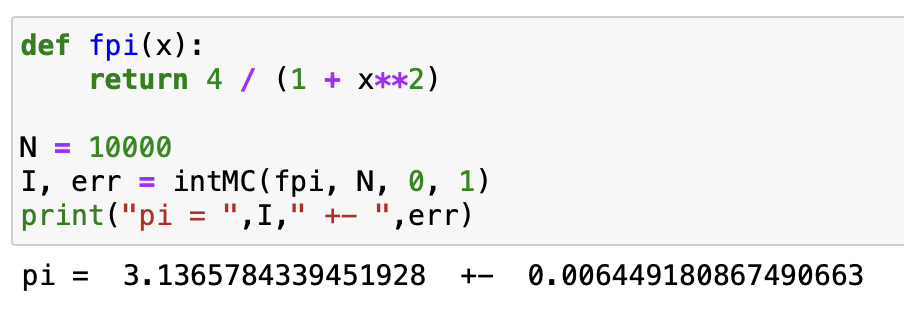 def fpi(x):
    return 4 / (1 + x**2)

N = 10000
I, err = intMC(fpi, N, 0, 1)
print("pi = ",I," +- ",err)
pi =  3.1365784339451928  +-  0.006449180867490663